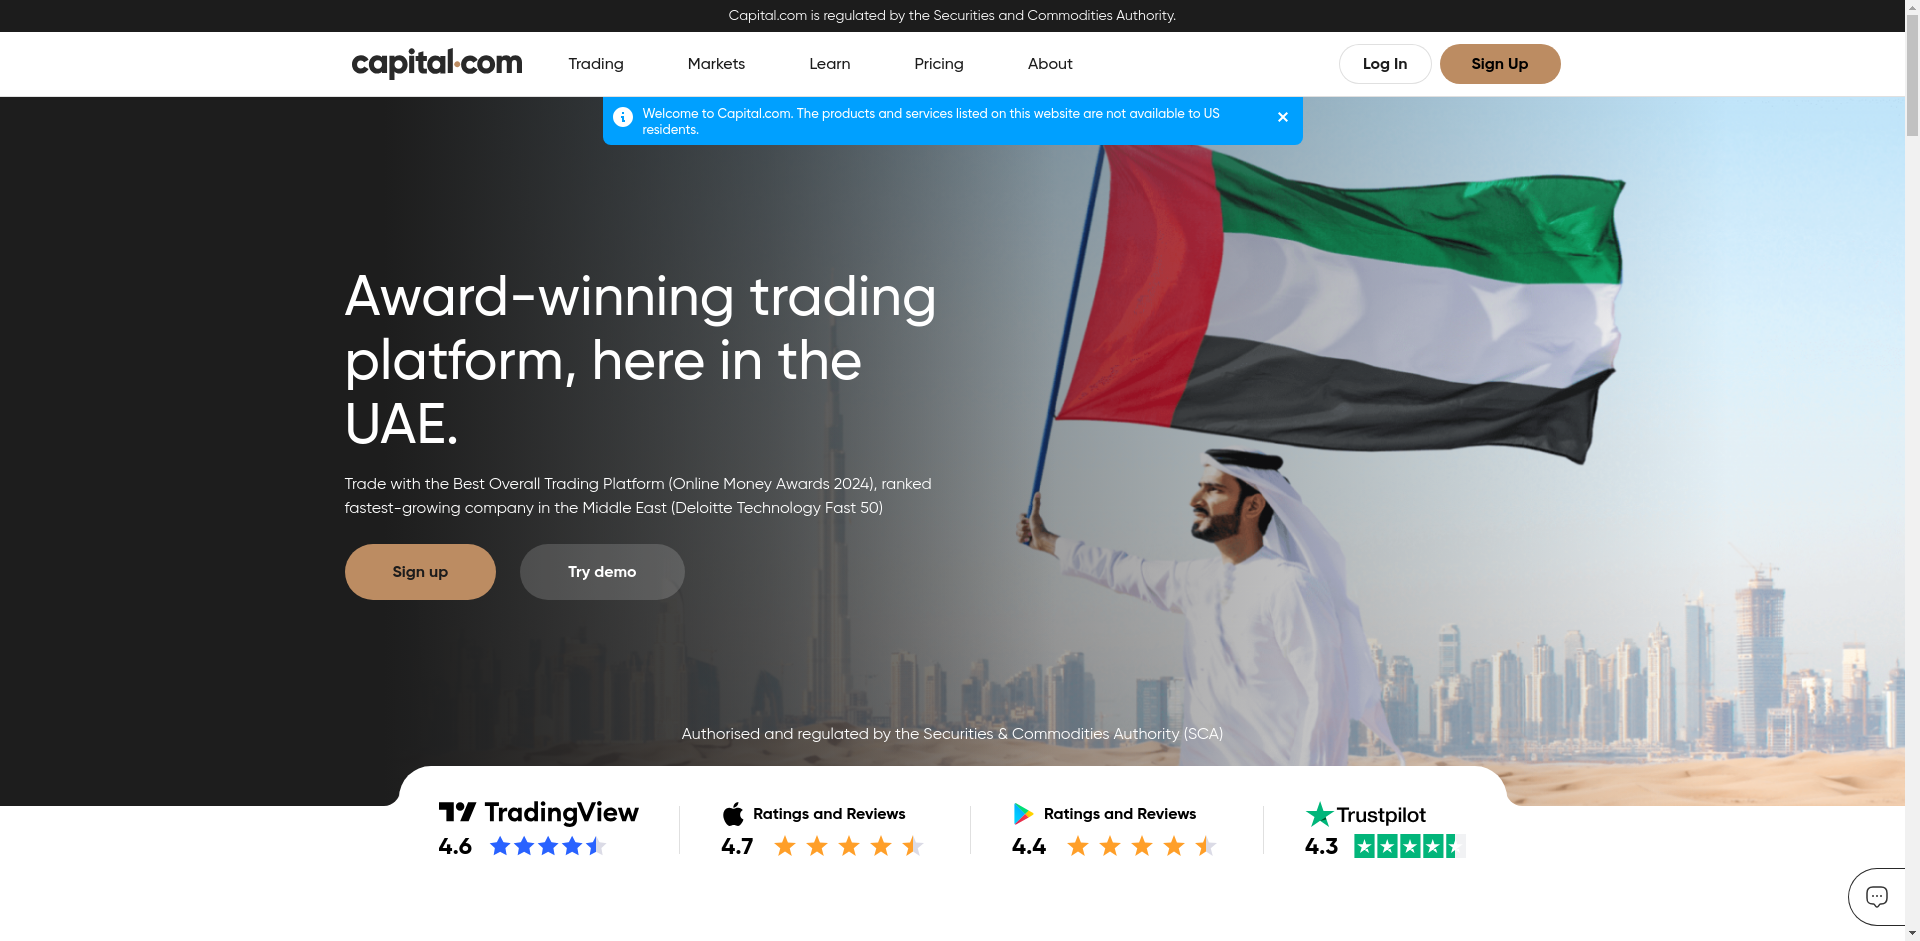 Capital.com is regulated by the Securities and Commodities Authority.
capital.com
Trading
Markets
Learn
Pricing
About
Log In
Sign Up
Welcome to Capital.com. The products and services listed on this website are not available to US
residents.
Award-winning trading
platform, here in the
UAE.
Trade with the Best Overall Trading Platform (Online Money Awards 2024), ranked
fastest-growing company in the Middle East (Deloitte Technology Fast 50)
Sign up
Try demo
Authorised and regulated by the Securities & Commodities Authority (SCA)
TradingView
4.6
Ratings and Reviews
4.7
Ratings and Reviews
4.4
Trustpilot
4.3